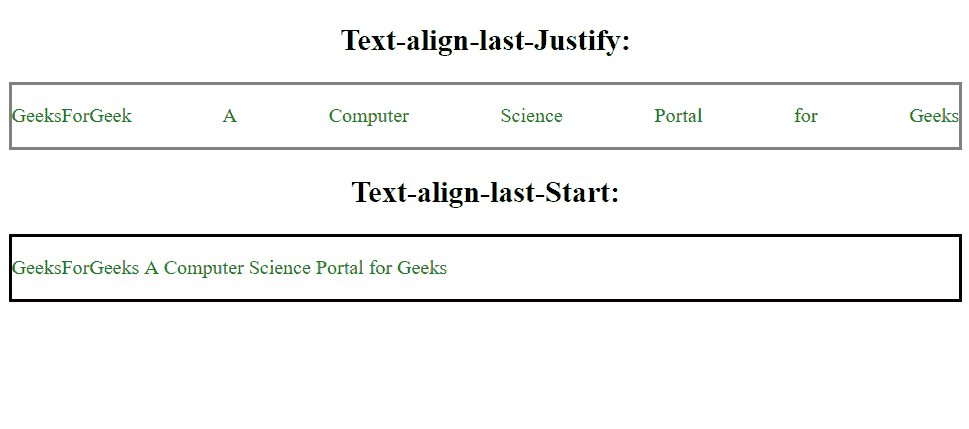 Text-align-last-Justify:
GeeksForGeek A Computer Science Portal for Geeks
Text-align-last-Start:
GeeksForGeeks A Computer Science Portal for Geeks